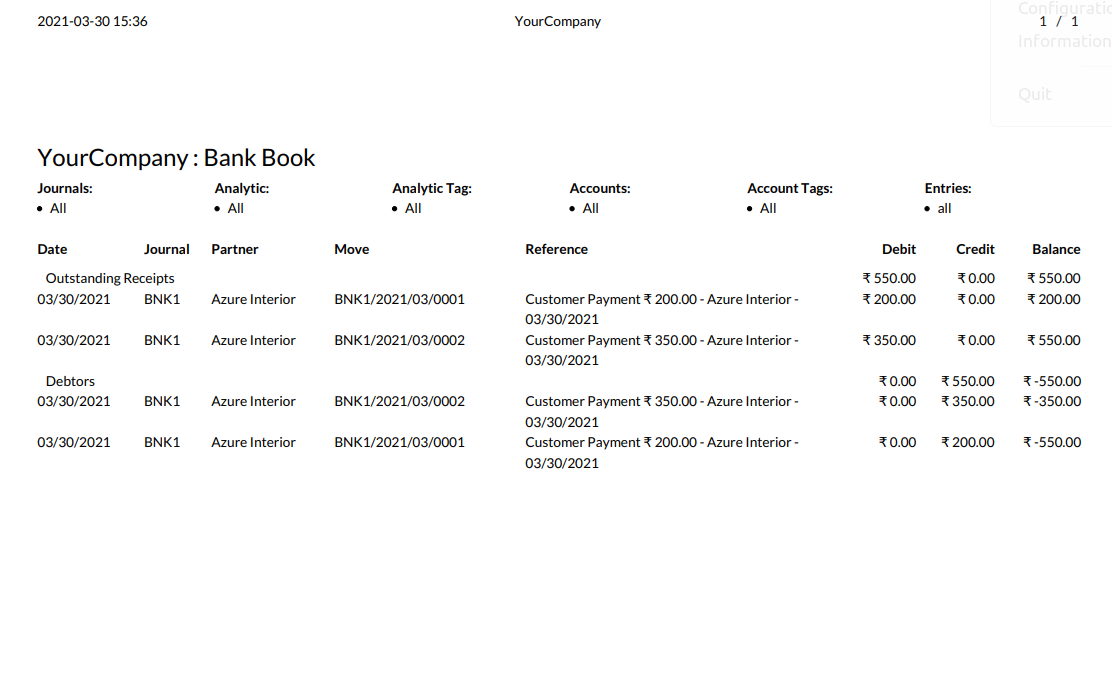 2021-03-30 15:36 YourCompany 1 / 1
Information
Quit
YourCompany : Bank Book
Journals: Analytic: Analytic Tag: Accounts: Account Tags: Entries:
• All • All • All • All • All • all
Date Journal Partner Move Reference Debit Credit Balance
Outstanding Receipts ₹ 550.00 ₹ 0.00 ₹ 550.00
03/30/2021 BNK1 Azure Interior BNK1/2021/03/0001 Customer Payment ₹ 200.00 - Azure Interior - ₹ 200.00 ₹ 0.00 ₹ 200.00
03/30/2021
03/30/2021 BNK1 Azure Interior BNK1/2021/03/0002 Customer Payment ₹ 350.00 - Azure Interior - ₹ 350.00 ₹ 0.00 ₹ 550.00
03/30/2021
Debtors ₹ 0.00 ₹ 550.00 ₹ -550.00
03/30/2021 BNK1 Azure Interior BNK1/2021/03/0002 Customer Payment ₹ 350.00 - Azure Interior - ₹ 0.00 ₹ 350.00 ₹ -350.00
03/30/2021
03/30/2021 BNK1 Azure Interior BNK1/2021/03/0001 Customer Payment ₹ 200.00 - Azure Interior - ₹ 0.00 ₹ 200.00 ₹ -550.00
03/30/2021